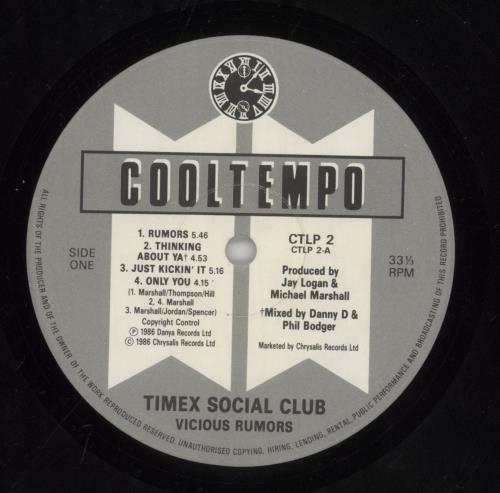 COOLTEMPO
SIDE
ONE
1. RUMORS 5.46
2. THINKING
ABOUT YA† 4.53
3. JUST KICKIN' IT 5.16
4. ONLY YOU 4.15
(1. Marshall/Thompson/Hill
2, 4. Marshall
3. Marshall/Jordan/Spencer)
Copyright Control
Ⓟ 1986 Danya Records Ltd
© 1986 Chrysalis Records Ltd
CTLP 2
CTLP 2-A
Produced by
Jay Logan &
Michael Marshall
†Mixed by Danny D &
Phil Bodger
Marketed by Chrysalis Records Ltd
33⅓
RPM
TIMEX SOCIAL CLUB
VICIOUS RUMORS
ALL RIGHTS OF THE PRODUCER AND OF THE OWNER OF THE WORK REPRODUCED RESERVED. UNAUTHORISED COPYING, HIRING, LENDING, RENTAL, PUBLIC PERFORMANCE AND BROADCASTING OF THIS RECORD PROHIBITED